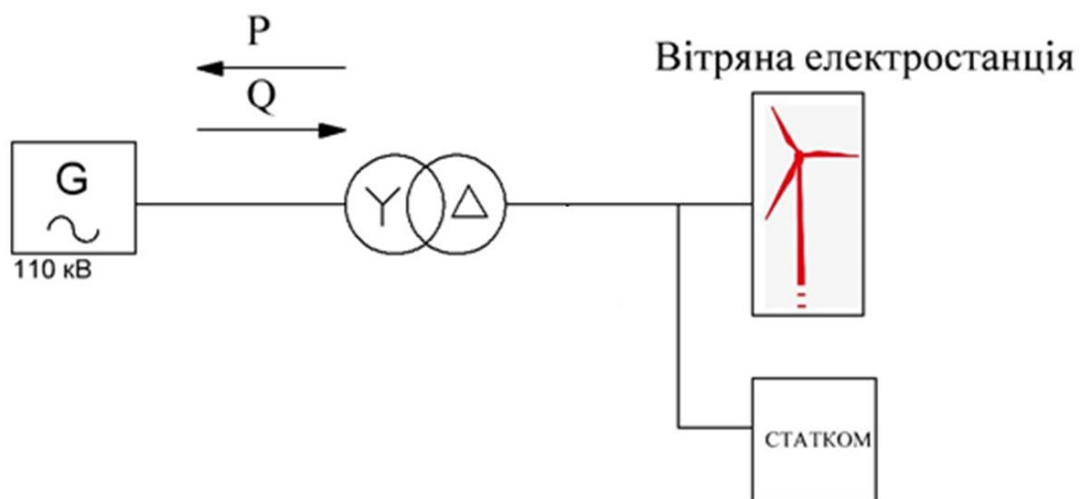 P
Q
Вітряна електростанція
G
110 кВ
СТАТКОМ